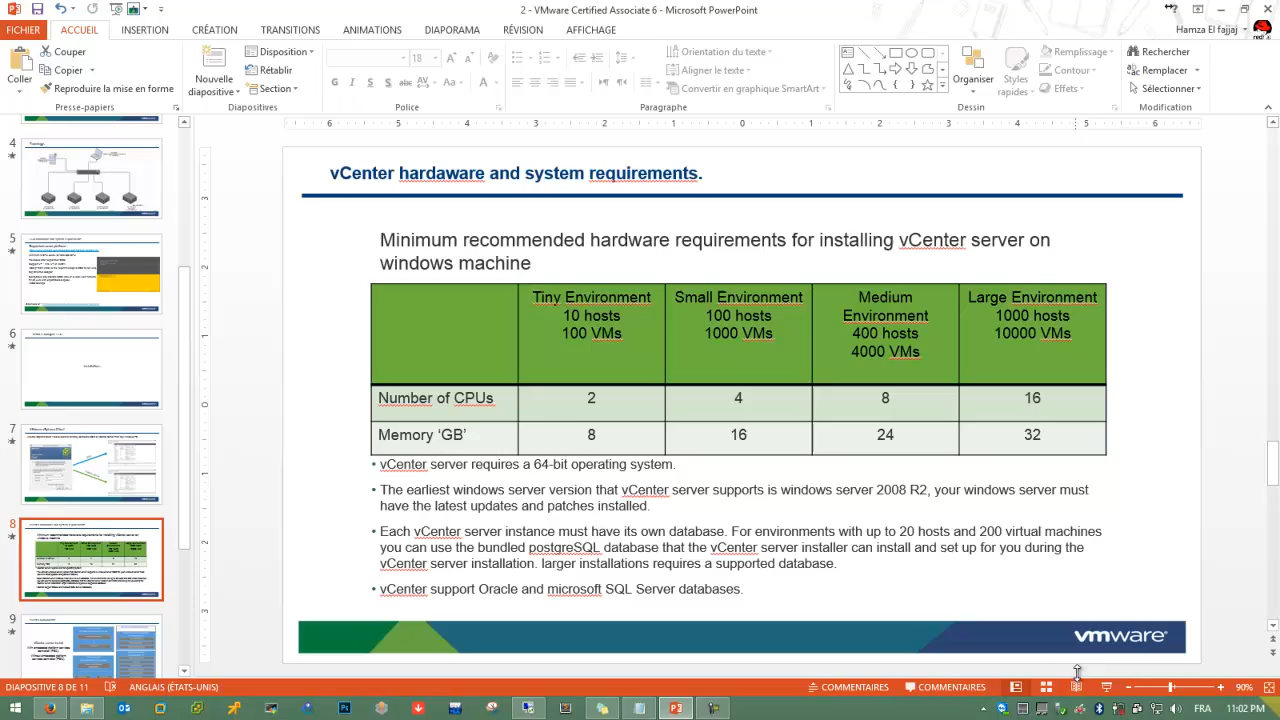 2 - VMware Certified Associate 6 - Microsoft PowerPoint
FICHIER ACCUEIL INSERTION CRÉATION TRANSITIONS ANIMATIONS DIAPORAMA RÉVISION AFFICHAGE
Hamza El fajjaj
Coller
Couper
Copier
Reproduire la mise en forme
Presse-papiers
Nouvelle
diapositive
Disposition
Rétablir
Section
Diapositives
18
Police
Orientation du texte
Aligner le texte
Convertir en graphique SmartArt
Paragraphe
Organiser
Styles
rapides
Remplissage
Contour
Effets
Dessin
Rechercher
Remplacer
Sélectionner
Modification
4
5
6
7
8
9
vCenter hardaware and system requirements.
Minimum recommended hardware requirements for installing vCenter server on
windows machine
Tiny Environment
10 hosts
100 VMs
Small Environment
100 hosts
1000 VMs
Medium
Environment
400 hosts
4000 VMs
Large Environment
1000 hosts
10000 VMs
Number of CPUs 2 4 8 16
Memory ‘GB’ 8 16 24 32
• vCenter server requires a 64-bit operating system.
• The earliest windows server version that vCenter server supports is windows server 2008 R2, your windows server must
have the latest updates and patches installed.
• Each vCenter server instance must have its own database. For environments with up to 20 hosts and 200 virtual machines
you can use the bundled postgreSQL database that the vCenter server installer can install and set up for you during the
vCenter server installation. larger installations requires a supported database.
• vCenter support Oracle and microsoft SQL Server databases.
vmware
DIAPOSITIVE 8 DE 11 ANGLAIS (ÉTATS-UNIS) COMMENTAIRES COMMENTAIRES 90%
FRA 11:02 PM